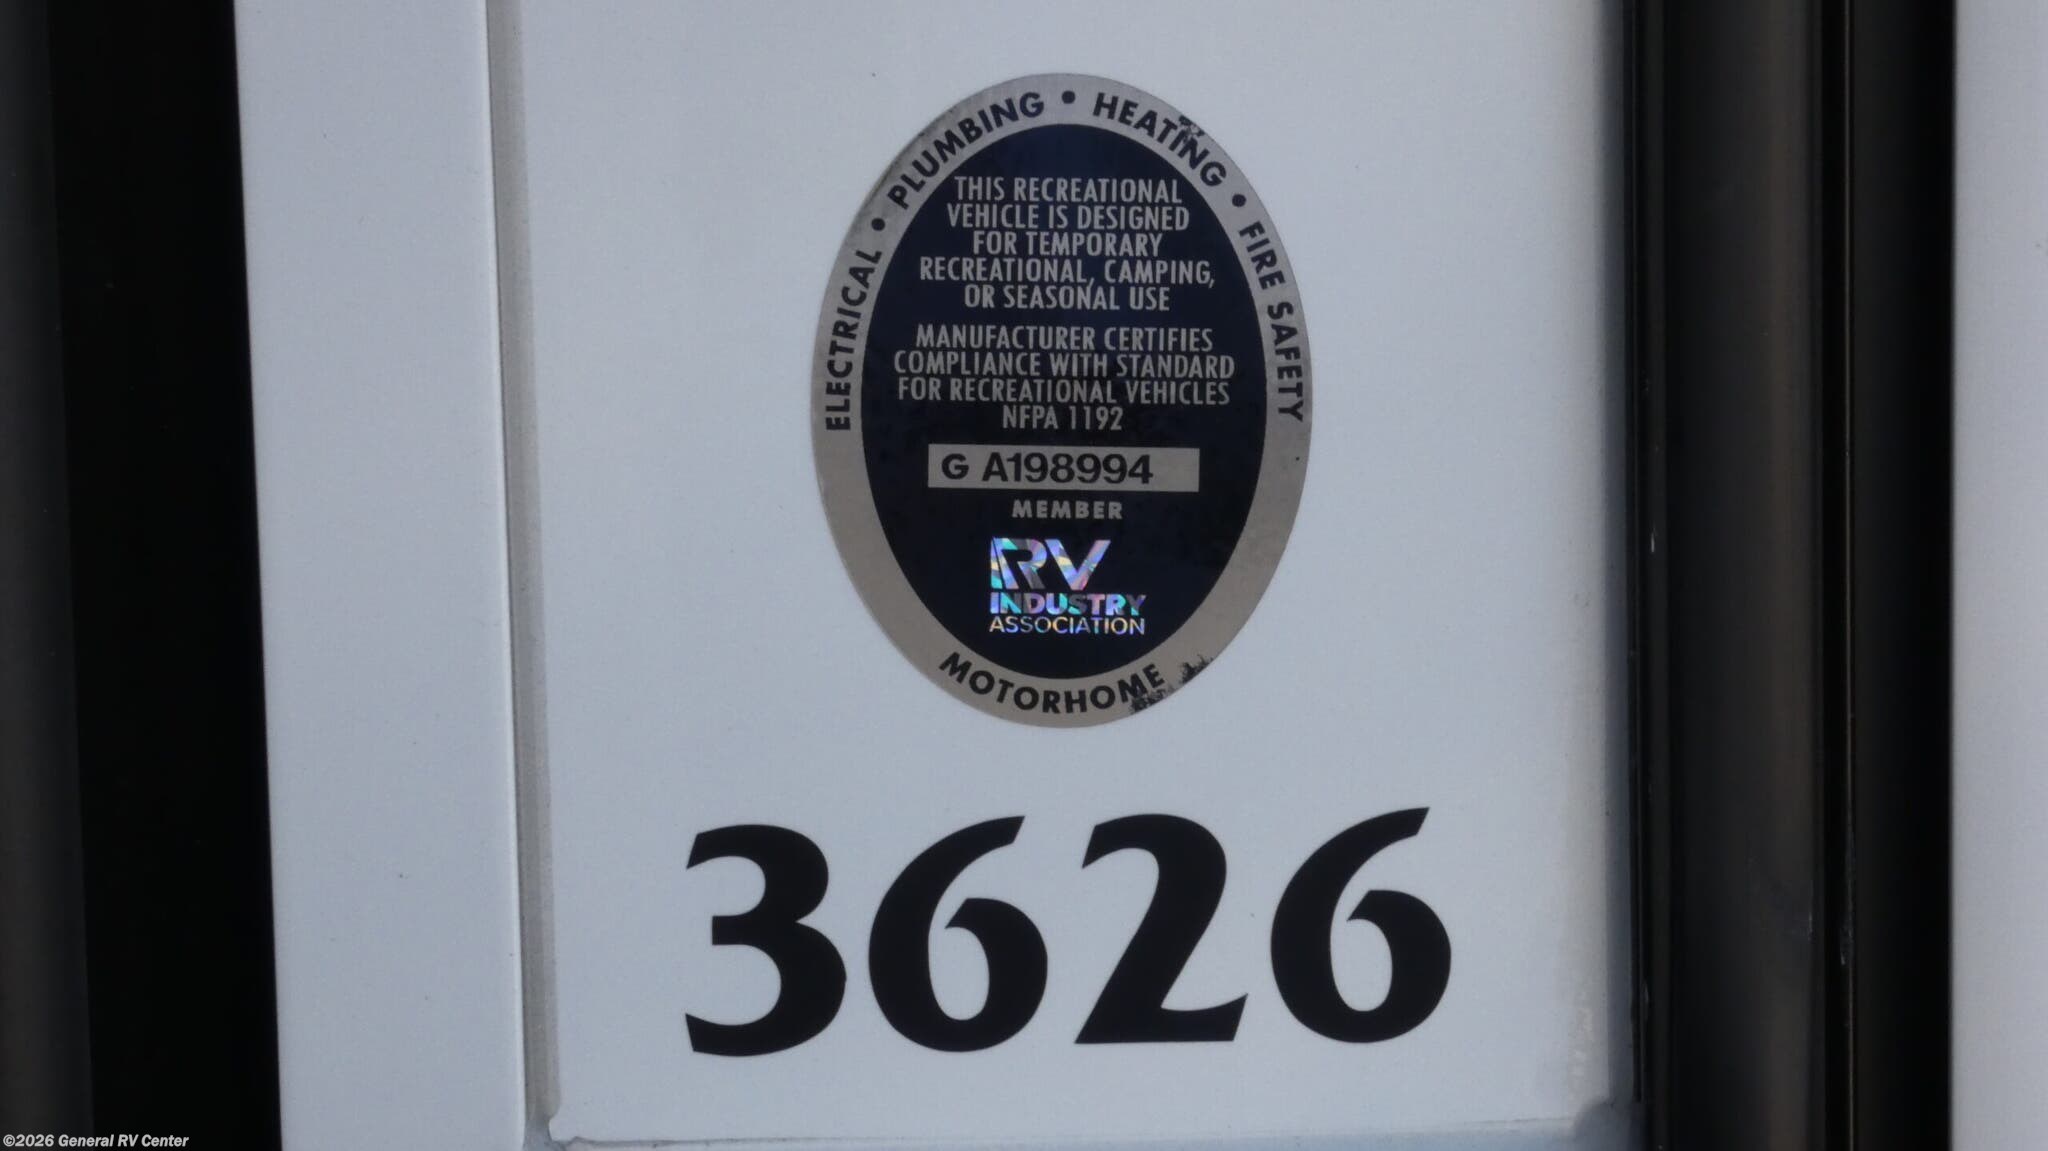 ELECTRICAL • PLUMBING • HEATING • FIRE SAFETY
THIS RECREATIONAL
VEHICLE IS DESIGNED
FOR TEMPORARY
RECREATIONAL, CAMPING,
OR SEASONAL USE
MANUFACTURER CERTIFIES
COMPLIANCE WITH STANDARD
FOR RECREATIONAL VEHICLES
NFPA 1192
G A198994
MEMBER
RV
INDUSTRY
ASSOCIATION
MOTORHOME
3626
©2026 General RV Center